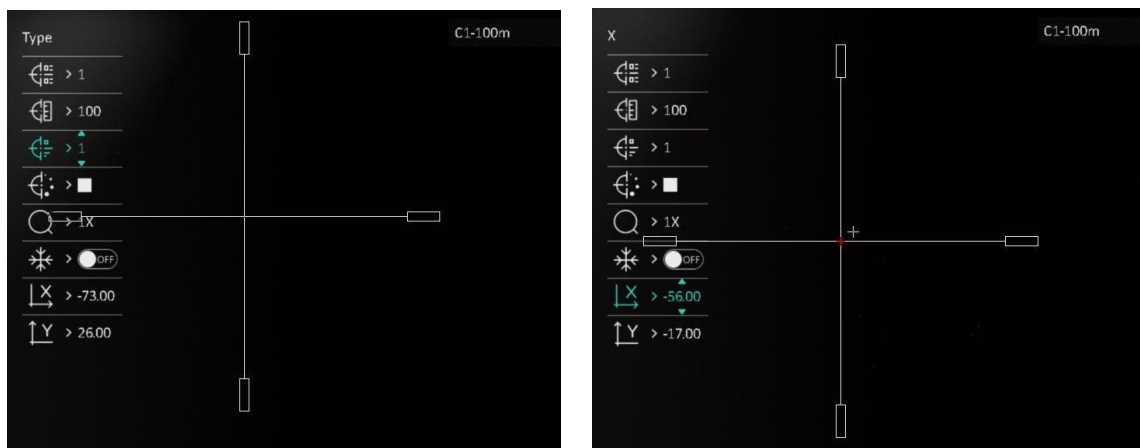 Type
C1-100m
> 1
> 100
> 1
>
> 1X
> OFF
X > -73.00
Y > 26.00
X
C1-100m
> 1
> 100
> 1
>
> 1X
> OFF
X > -56.00
Y > -17.00